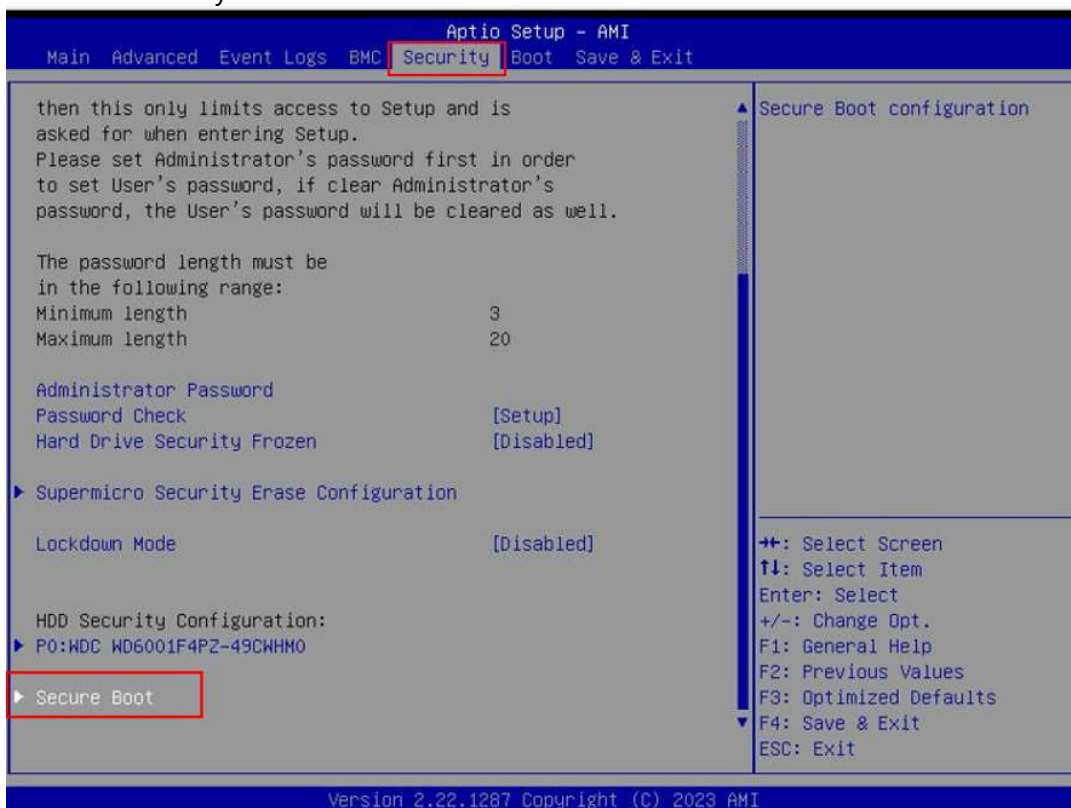 Aptio Setup - AMI
Main Advanced Event Logs BMC Security Boot Save & Exit
then this only limits access to Setup and is
asked for when entering Setup.
Please set Administrator's password first in order
to set User's password, if clear Administrator's
password, the User's password will be cleared as well.
The password length must be
in the following range:
Minimum length 3
Maximum length 20
Administrator Password
Password Check [Setup]
Hard Drive Security Frozen [Disabled]
Supermicro Security Erase Configuration
Lockdown Mode [Disabled]
HDD Security Configuration:
P0:WDC WD6001F4PZ-49CWHM0
Secure Boot
Secure Boot configuration
→←: Select Screen
↑↓: Select Item
Enter: Select
+/-: Change Opt.
F1: General Help
F2: Previous Values
F3: Optimized Defaults
F4: Save & Exit
ESC: Exit
Version 2.22.1287 Copyright (C) 2023 AMI